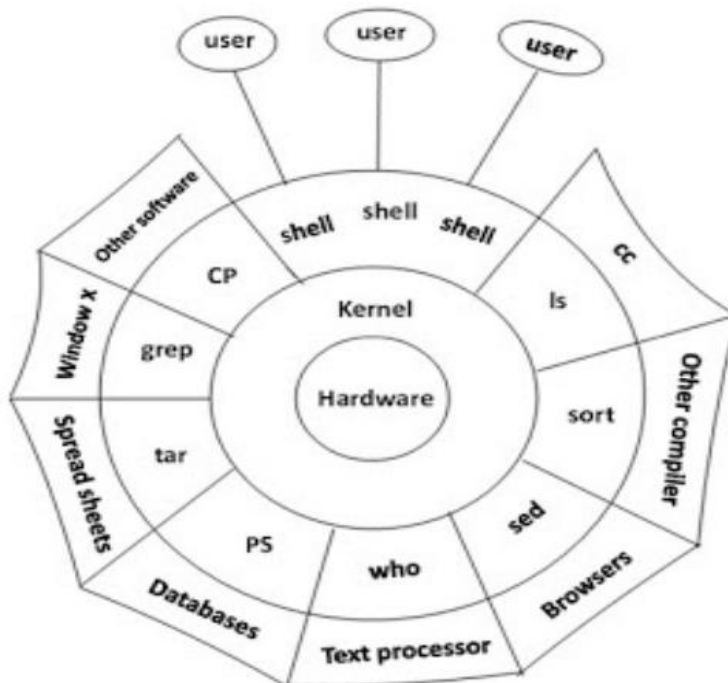 user
user
user
Other software
shell
shell
shell
cc
CP
Kernel
ls
Window x
grep
Hardware
Other compiler
Spread sheets
tar
sort
PS
who
sed
Databases
Text processor
Browsers